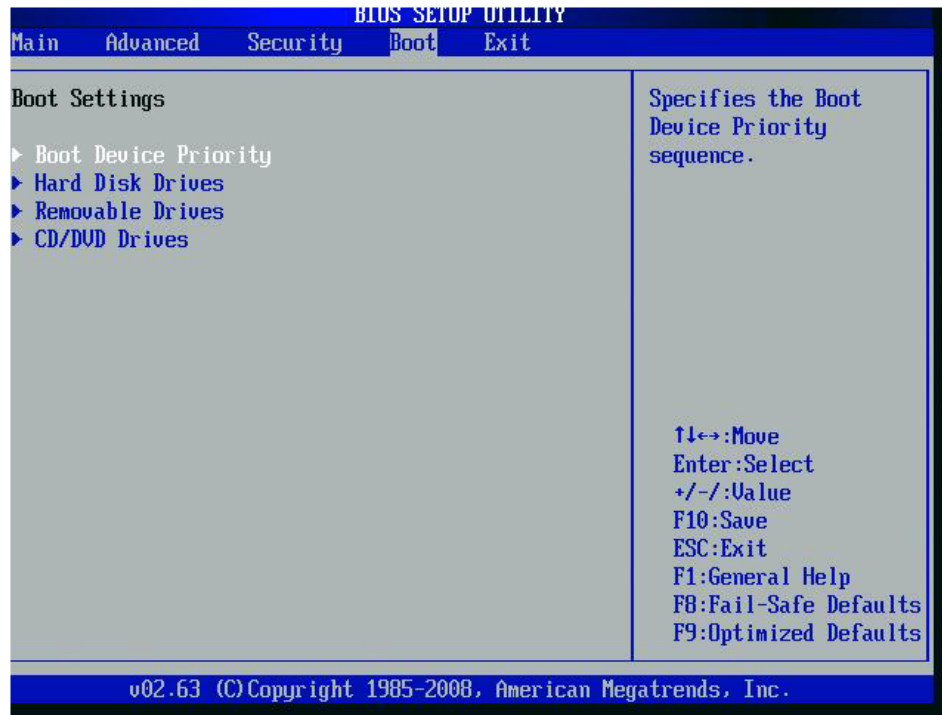 BIOS SETUP UTILITY
Main Advanced Security Boot Exit
Boot Settings
Boot Device Priority
Hard Disk Drives
Removable Drives
CD/DVD Drives
Specifies the Boot
Device Priority
sequence.
↑↓←→:Move
Enter:Select
+/-/:Value
F10:Save
ESC:Exit
F1:General Help
F8:Fail-Safe Defaults
F9:Optimized Defaults
v02.63 (C)Copyright 1985-2008, American Megatrends, Inc.